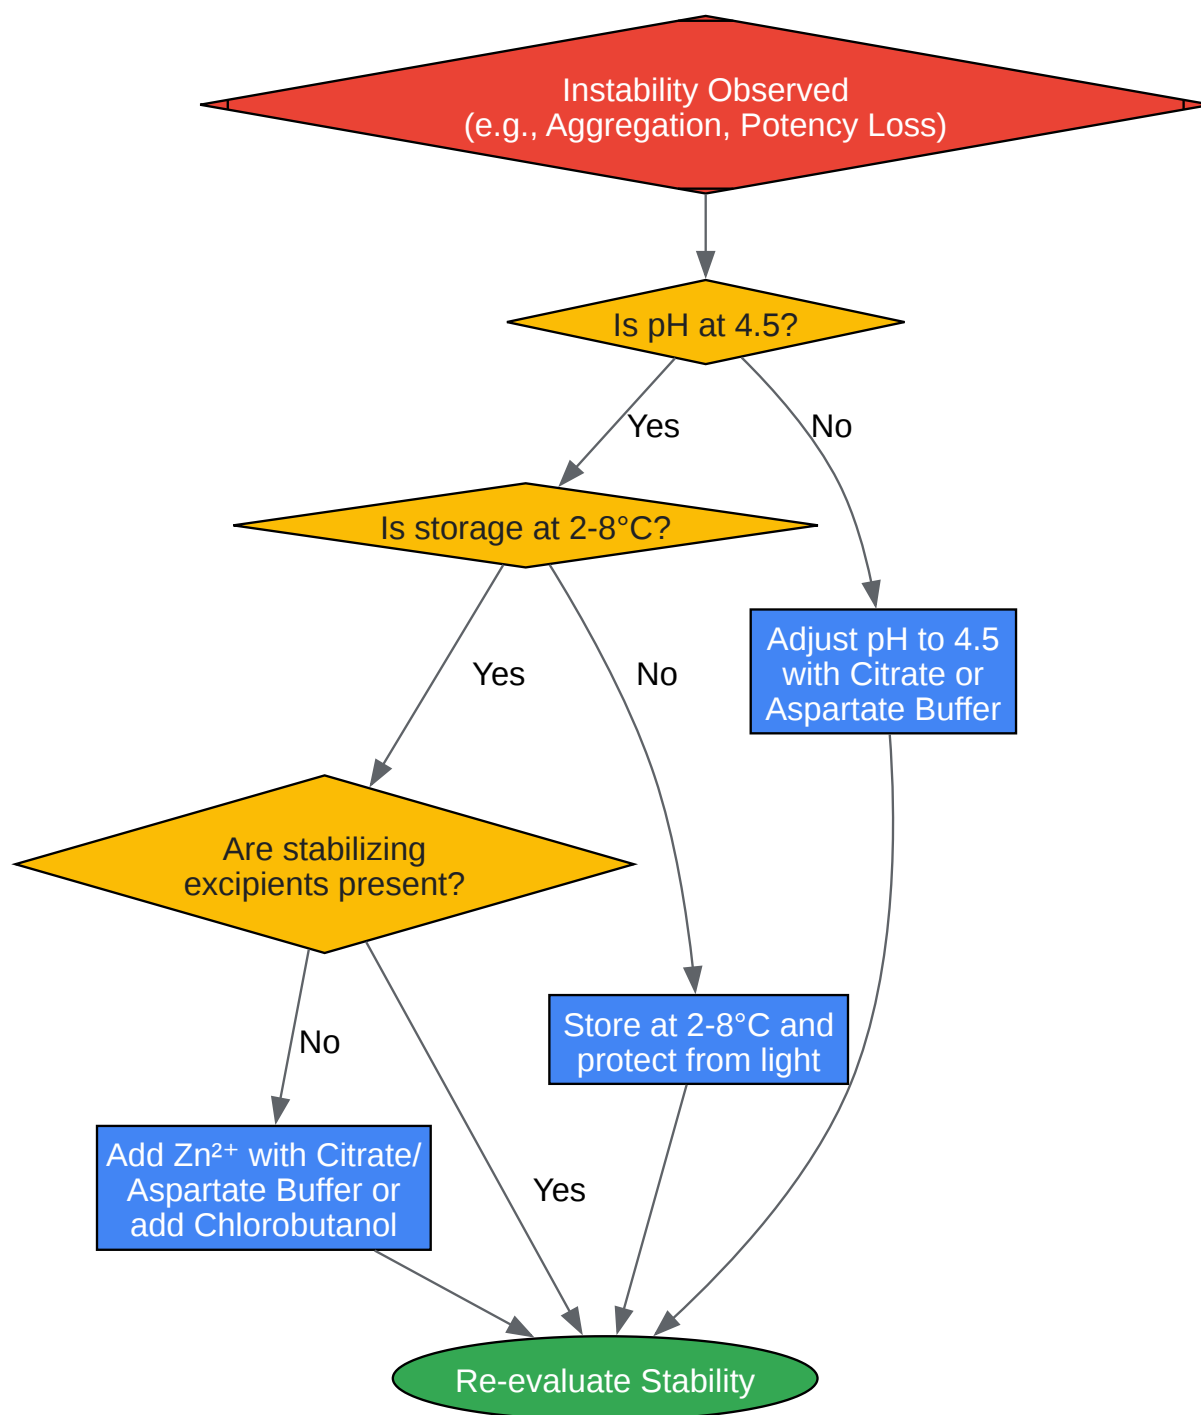 Instability Observed
(e.g., Aggregation, Potency Loss)
Is pH at 4.5?
Yes
No
Is storage at 2-8°C?
Adjust pH to 4.5
with Citrate or
Aspartate Buffer
Yes
No
Are stabilizing
excipients present?
Store at 2-8°C and
protect from light
No
Add Zn²⁺ with Citrate/
Aspartate Buffer or
add Chlorobutanol
Yes
Re-evaluate Stability